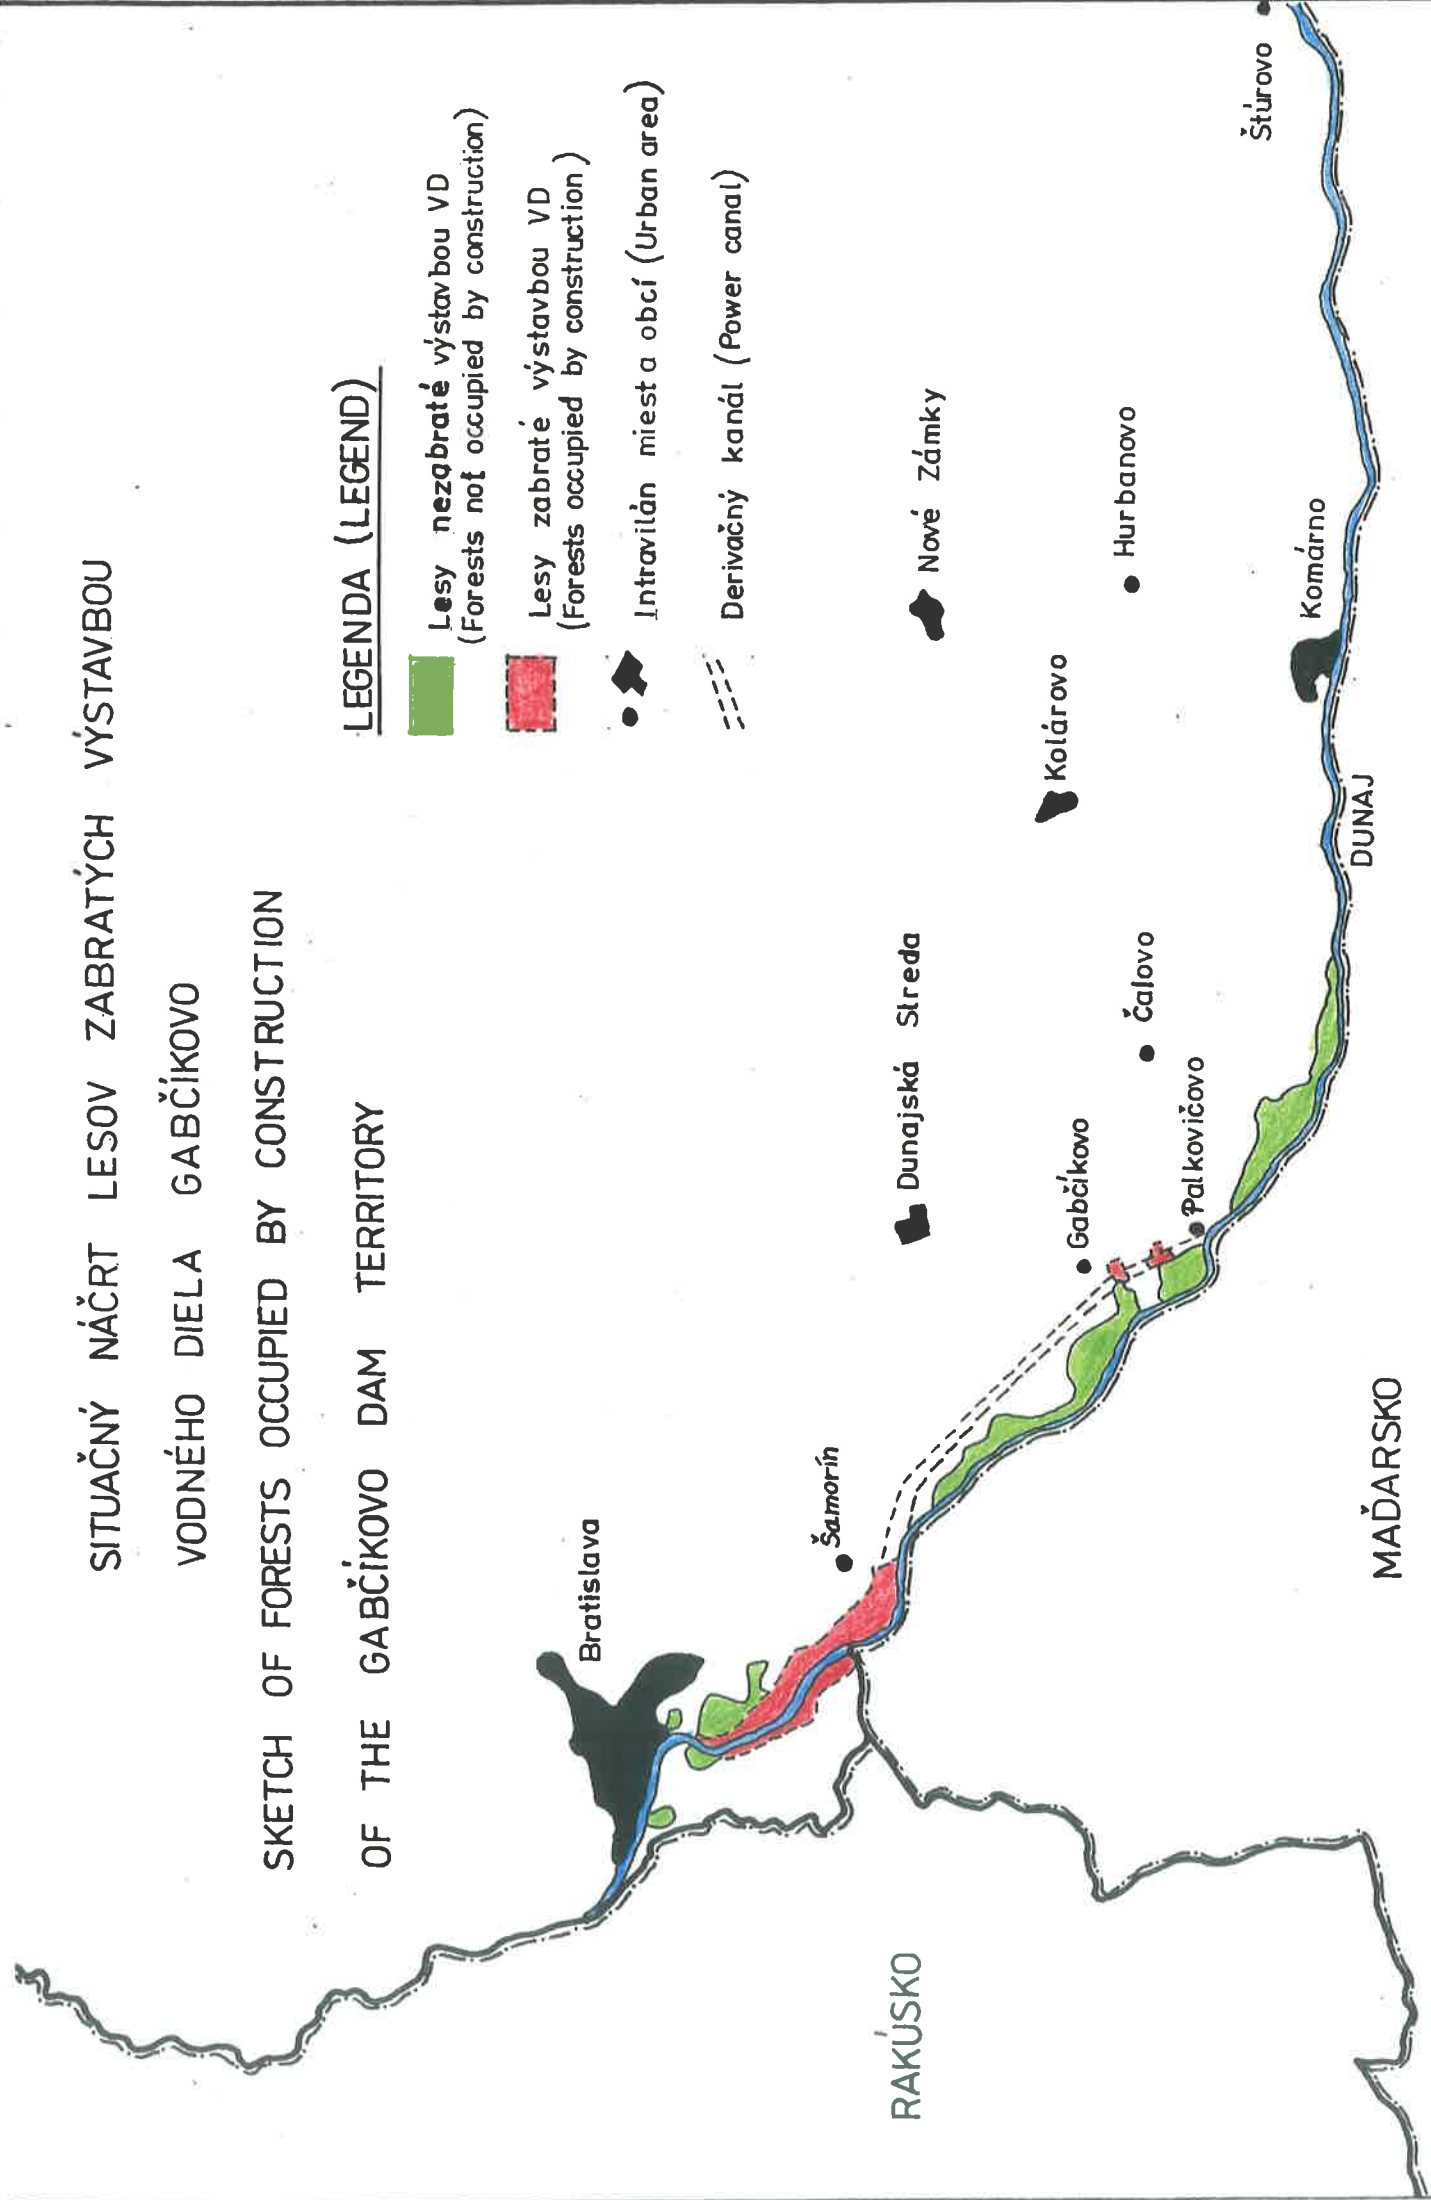 SITUAČNÝ NÁČRT LESOV ZABRATÝCH VÝSTAVBOU
VODNÉHO DIELA GABČÍKOVO
SKETCH OF FORESTS OCCUPIED BY CONSTRUCTION
OF THE GABČÍKOVO DAM TERRITORY
LEGENDA (LEGEND)
Lesy nezabraté výstavbou VD
(Forests not occupied by construction)
Lesy zabraté výstavbou VD
(Forests occupied by construction)
Intravilán miest a obcí (Urban area)
Derivačný kanál (Power canal)
Bratislava
Šamorín
Dunajská Streda
Nové Zámky
Kolárovo
Gabčíkovo
Čalovo
Hurbanovo
Palkovičovo
Komárno
Štúrovo
DUNAJ
RAKÚSKO
MAĎARSKO